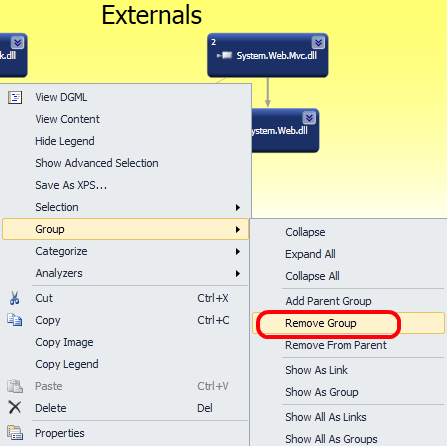 Externals
k.dll
2
System.Web.Mvc.dll
System.Web.dll
View DGML
View Content
Hide Legend
Show Advanced Selection
Save As XPS...
Selection
Group
Categorize
Analyzers
Cut Ctrl+X
Copy Ctrl+C
Copy Image
Copy Legend
Paste Ctrl+V
Delete Del
Properties
Collapse
Expand All
Collapse All
Add Parent Group
Remove Group
Remove From Parent
Show As Link
Show As Group
Show All As Links
Show All As Groups